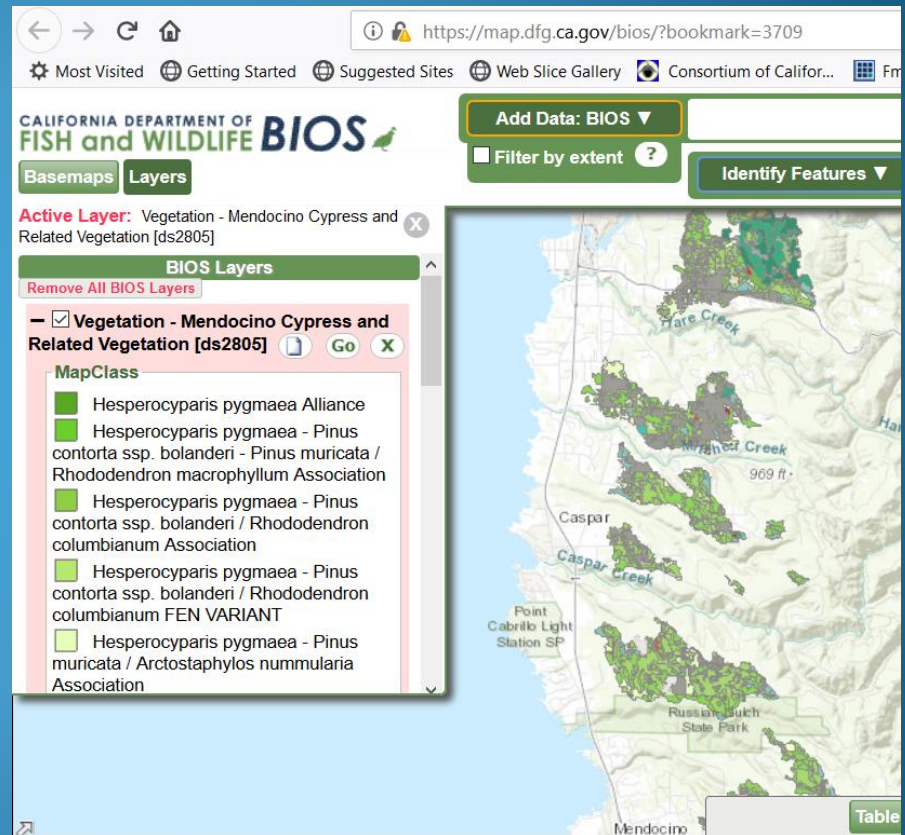 https://map.dfg.ca.gov/bios/?bookmark=3709
Most Visited Getting Started Suggested Sites Web Slice Gallery Consortium of Califor... Fm
CALIFORNIA DEPARTMENT OF
FISH and WILDLIFE BIOS
Add Data: BIOS ▼
Filter by extent ?
Identify Features ▼
Basemaps Layers
Active Layer: Vegetation - Mendocino Cypress and
Related Vegetation [ds2805] X
BIOS Layers
Remove All BIOS Layers
Vegetation - Mendocino Cypress and
Related Vegetation [ds2805] Go X
MapClass
Hesperocyparis pygmaea Alliance
Hesperocyparis pygmaea - Pinus
contorta ssp. bolanderi - Pinus muricata /
Rhododendron macrophyllum Association
Hesperocyparis pygmaea - Pinus
contorta ssp. bolanderi / Rhododendron
columbianum Association
Hesperocyparis pygmaea - Pinus
contorta ssp. bolanderi / Rhododendron
columbianum FEN VARIANT
Hesperocyparis pygmaea - Pinus
muricata / Arctostaphylos nummularia
Association
Hare Creek
Ha
Mitchell Creek
969 ft
Caspar
Caspar Creek
Point
Cabrillo Light
Station SP
Russian Gulch
State Park
Mendocino
Table